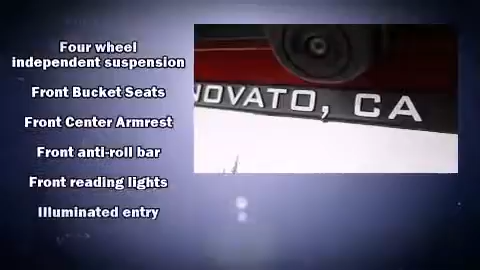 Four wheel
independent suspension
Front Bucket Seats
Front Center Armrest
Front anti-roll bar
Front reading lights
Illuminated entry
NOVATO, CA